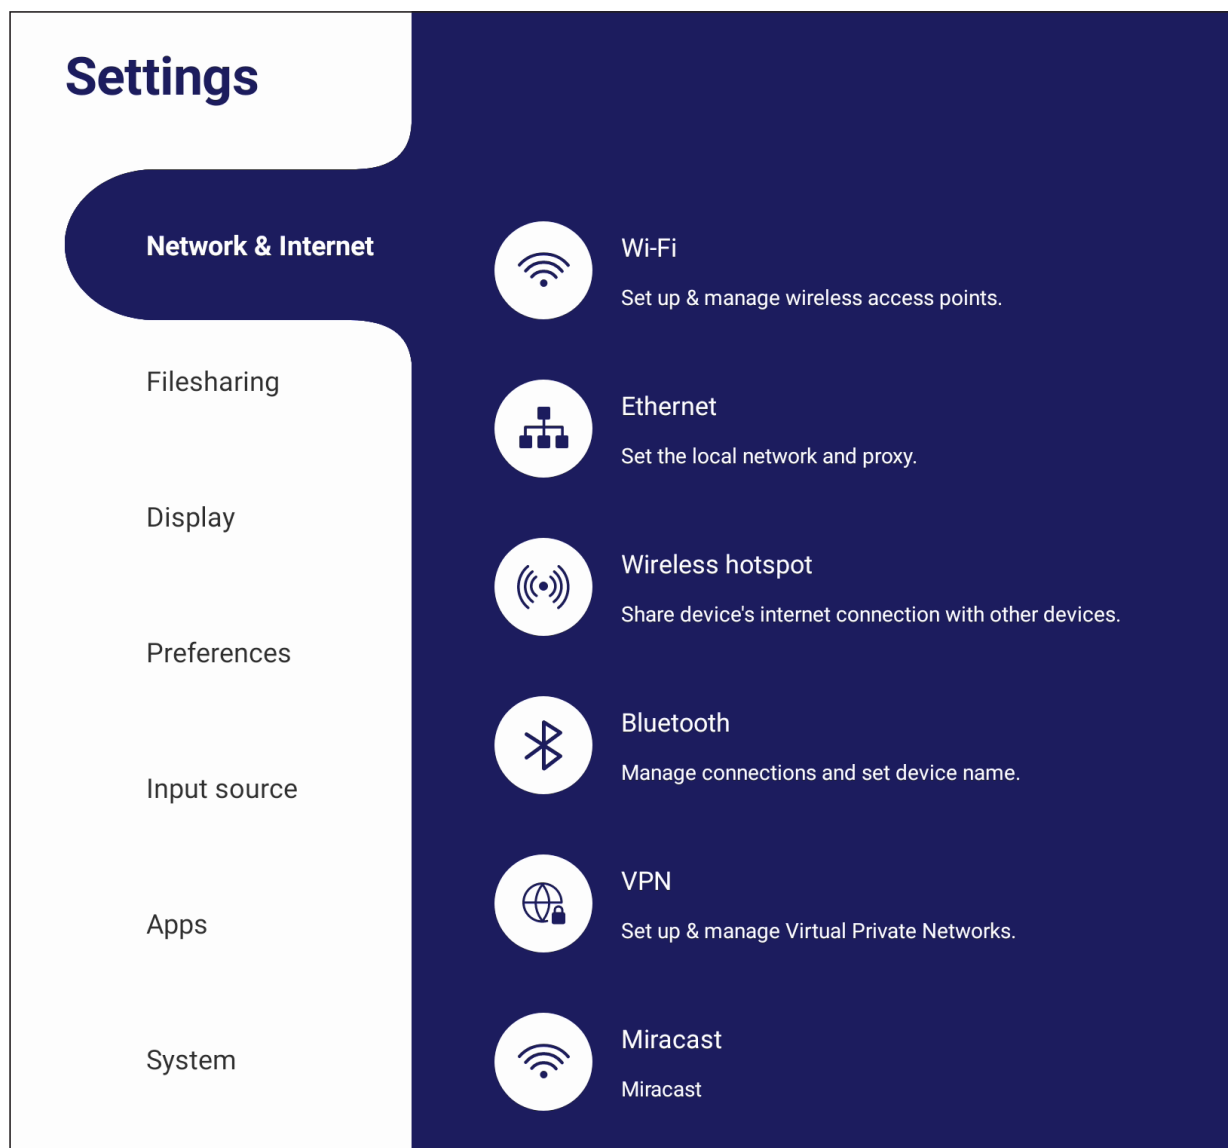 Settings
Network & Internet
Filesharing
Display
Preferences
Input source
Apps
System
Wi-Fi
Set up & manage wireless access points.
Ethernet
Set the local network and proxy.
Wireless hotspot
Share device's internet connection with other devices.
Bluetooth
Manage connections and set device name.
VPN
Set up & manage Virtual Private Networks.
Miracast
Miracast